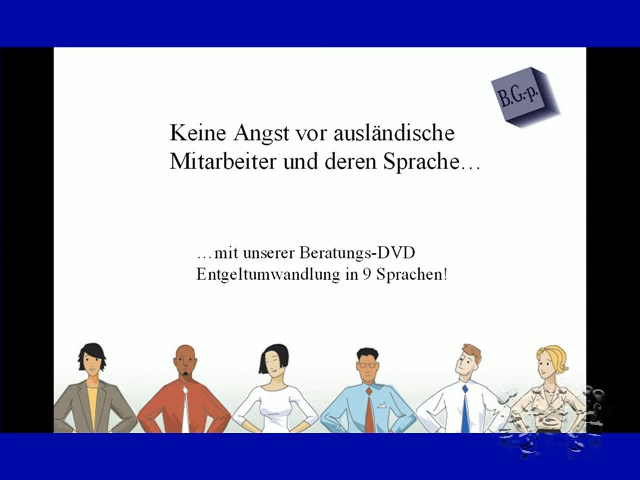 B.G.-p.
Keine Angst vor ausländische
Mitarbeiter und deren Sprache…
…mit unserer Beratungs-DVD
Entgeltumwandlung in 9 Sprachen!